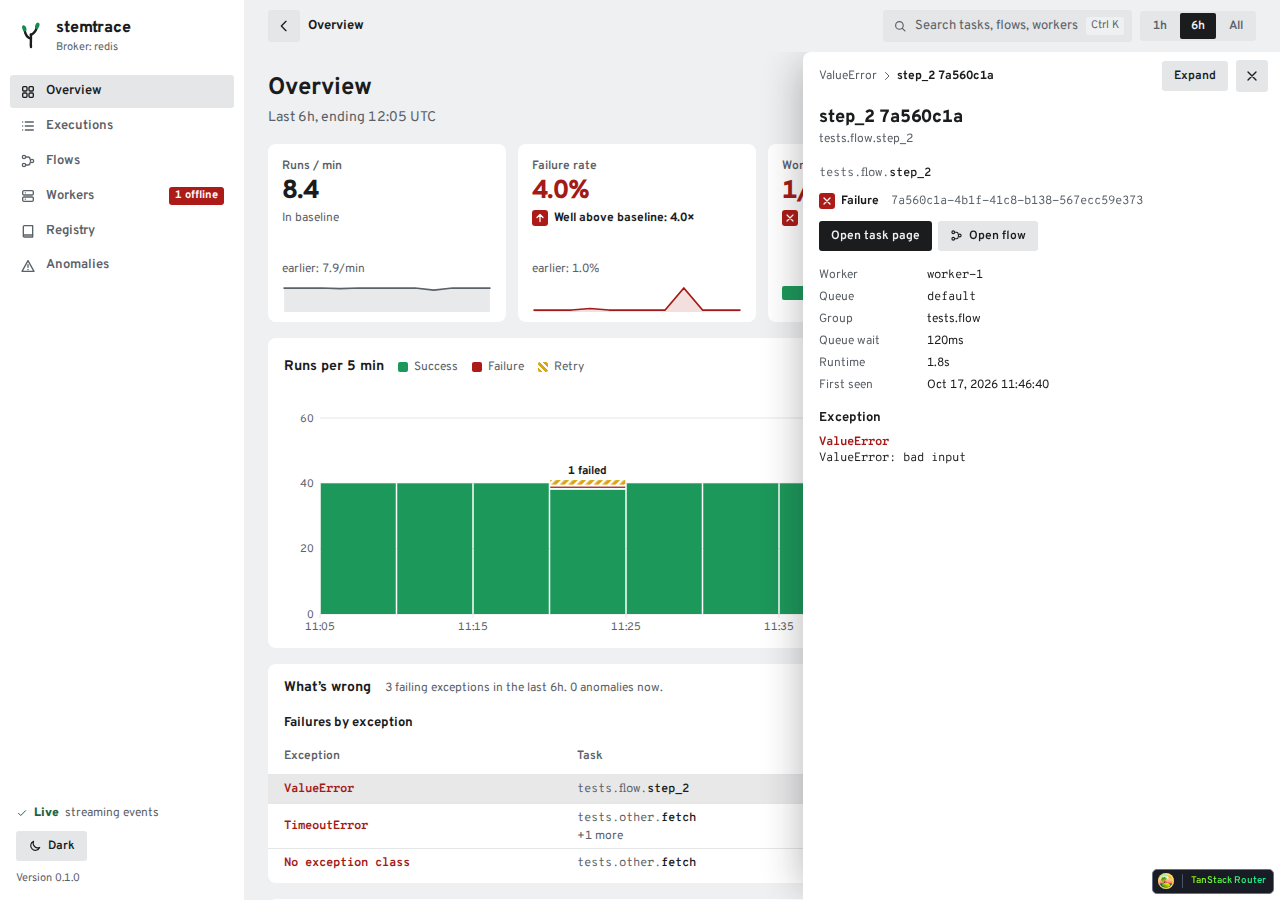 stemtrace
Broker: redis
Overview
Executions
Flows
Workers
1 offline
Registry
Anomalies
Live streaming events
Dark
Version 0.1.0
Overview
Search tasks, flows, workers
Ctrl K
1h
6h
All
Overview
Last 6h, ending 12:05 UTC
Runs / min
8.4
In baseline
earlier: 7.9/min
Failure rate
4.0%
Well above baseline: 4.0×
earlier: 1.0%
Runs per 5 min
Success
Failure
Retry
60
40
20
0
1 failed
11:05
11:15
11:25
11:35
What's wrong
3 failing exceptions in the last 6h. 0 anomalies now.
Failures by exception
Exception
Task
ValueError
tests.flow.step_2
TimeoutError
tests.other.fetch
+1 more
No exception class
tests.other.fetch
ValueError
step_2 7a560c1a
Expand
step_2 7a560c1a
tests.flow.step_2
tests.flow.step_2
Failure
7a560c1a-4b1f-41c8-b138-567ecc59e373
Open task page
Open flow
Worker
worker-1
Queue
default
Group
tests.flow
Queue wait
120ms
Runtime
1.8s
First seen
Oct 17, 2026 11:46:40
Exception
ValueError
ValueError: bad input
TanStack Router